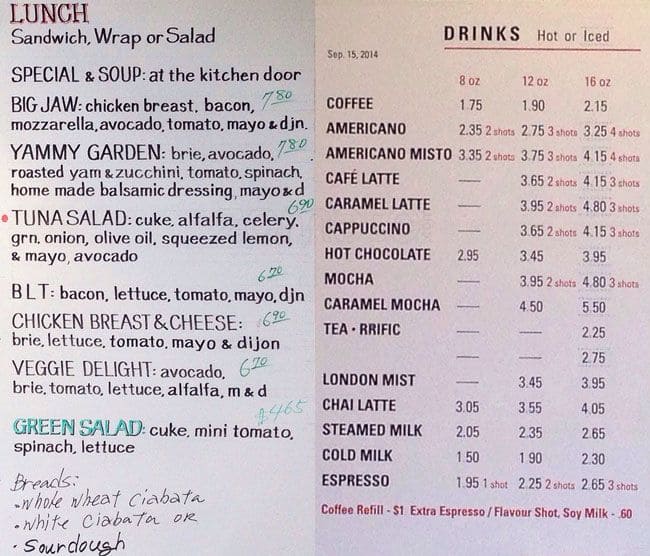 LUNCH
Sandwich, Wrap or Salad
SPECIAL & SOUP: at the kitchen door
BIG JAW: chicken breast, bacon, 7.80
mozzarella, avocado, tomato, mayo & djn.
YAMMY GARDEN: brie, avocado, 7.80
roasted yam & zucchini, tomato, spinach,
home made balsamic dressing, mayo & d
6.90
• TUNA SALAD: cuke, alfalfa, celery,
grn. onion, olive oil, squeezed lemon,
& mayo, avocado
6.70
BLT: bacon, lettuce, tomato, mayo, djn
CHICKEN BREAST & CHEESE: 6.90
brie, lettuce, tomato, mayo & dijon
VEGGIE DELIGHT: avocado, 6.70
brie, tomato, lettuce, alfalfa, m & d
$4.65
GREEN SALAD: cuke, mini tomato,
spinach, lettuce
Breads:
• Whole Wheat Ciabata
• White Ciabata OR
• Sourdough
DRINKS Hot or Iced
Sep. 15, 2014
8 oz 12 oz 16 oz
COFFEE 1.75 1.90 2.15
AMERICANO 2.35 2 shots 2.75 3 shots 3.25 4 shots
AMERICANO MISTO 3.35 2 shots 3.75 3 shots 4.15 4 shots
CAFÉ LATTE — 3.65 2 shots 4.15 3 shots
CARAMEL LATTE — 3.95 2 shots 4.80 3 shots
CAPPUCCINO — 3.65 2 shots 4.15 3 shots
HOT CHOCOLATE 2.95 3.45 3.95
MOCHA — 3.95 2 shots 4.80 3 shots
CARAMEL MOCHA — 4.50 5.50
TEA • RRIFIC — — 2.25
— — 2.75
LONDON MIST — 3.45 3.95
CHAI LATTE 3.05 3.55 4.05
STEAMED MILK 2.05 2.35 2.65
COLD MILK 1 50 1 90 2.30
ESPRESSO 1.95 1 shot 2.25 2 shots 2.65 3 shots
Coffee Refill - $1 Extra Espresso / Flavour Shot, Soy Milk - .60